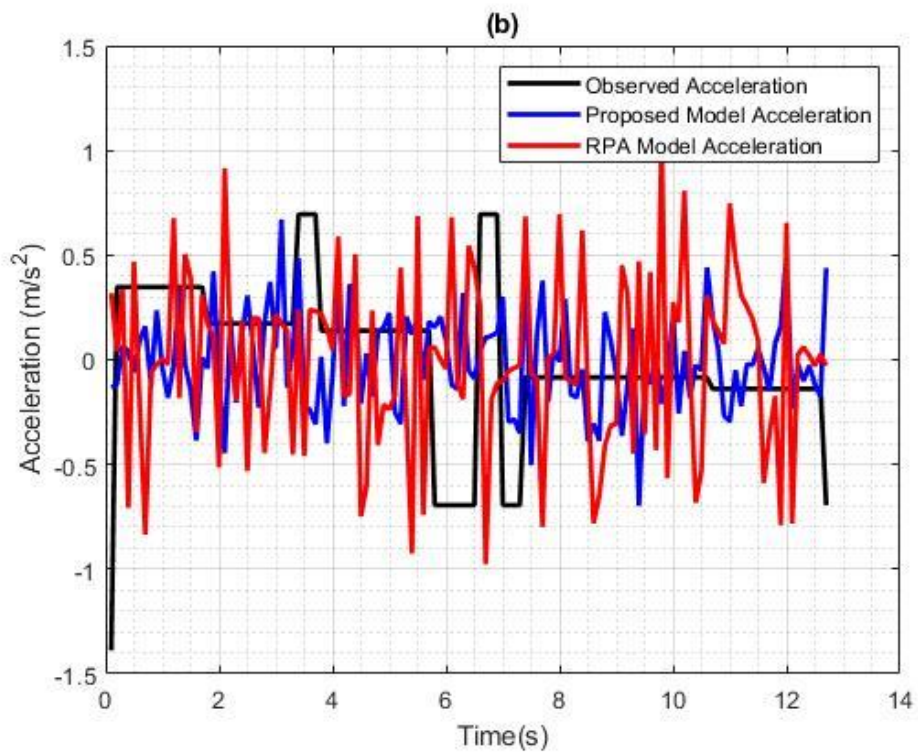 (b)
1.5
1
0.5
0
-0.5
-1
-1.5
Acceleration (m/s²)
Observed Acceleration
Proposed Model Acceleration
RPA Model Acceleration
0 2 4 6 8 10 12 14
Time(s)